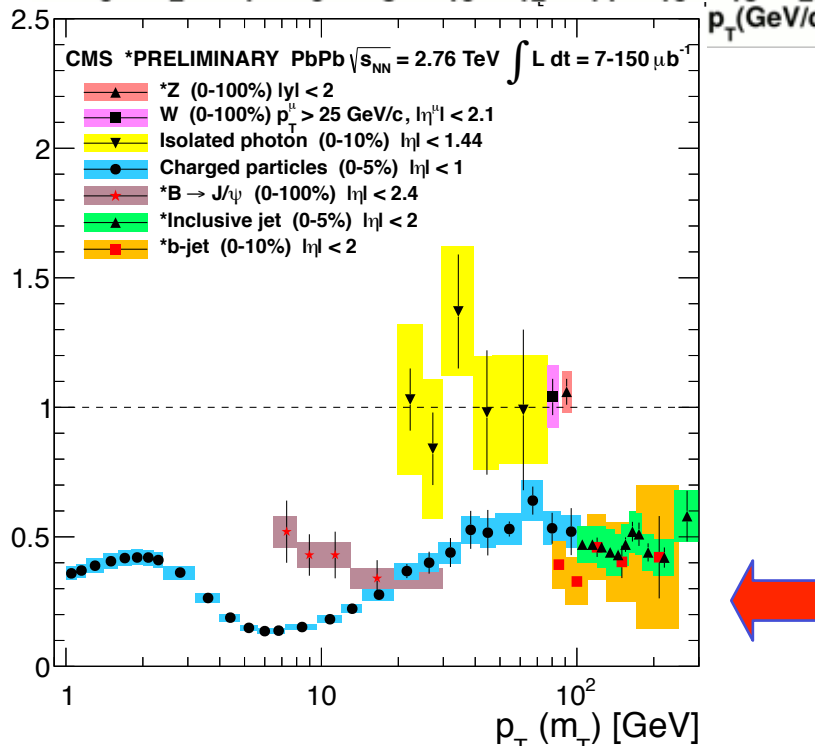 p_T(GeV/c
2.5
CMS *PRELIMINARY PbPb √s_NN = 2.76 TeV ∫ L dt = 7-150 μb⁻¹
*Z (0-100%) |y| < 2
W (0-100%) p_T^μ > 25 GeV/c, |η^μ| < 2.1
Isolated photon (0-10%) |η| < 1.44
2
Charged particles (0-5%) |η| < 1
*B → J/ψ (0-100%) |η| < 2.4
*Inclusive jet (0-5%) |η| < 2
*b-jet (0-10%) |η| < 2
1.5
1
0.5
0
1 10 10²
p_T (m_T) [GeV]